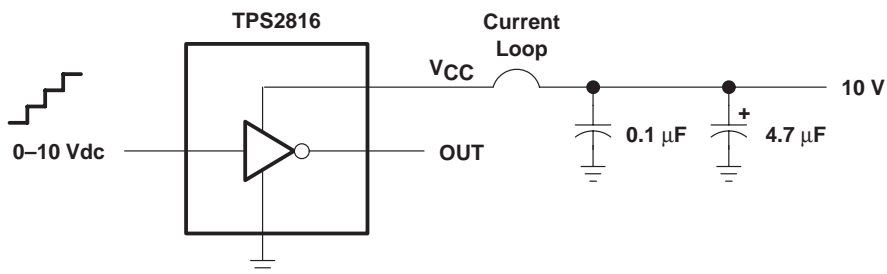 TPS2816
Current
Loop
VCC
10 V
+
0.1 μF
4.7 μF
0–10 Vdc
OUT